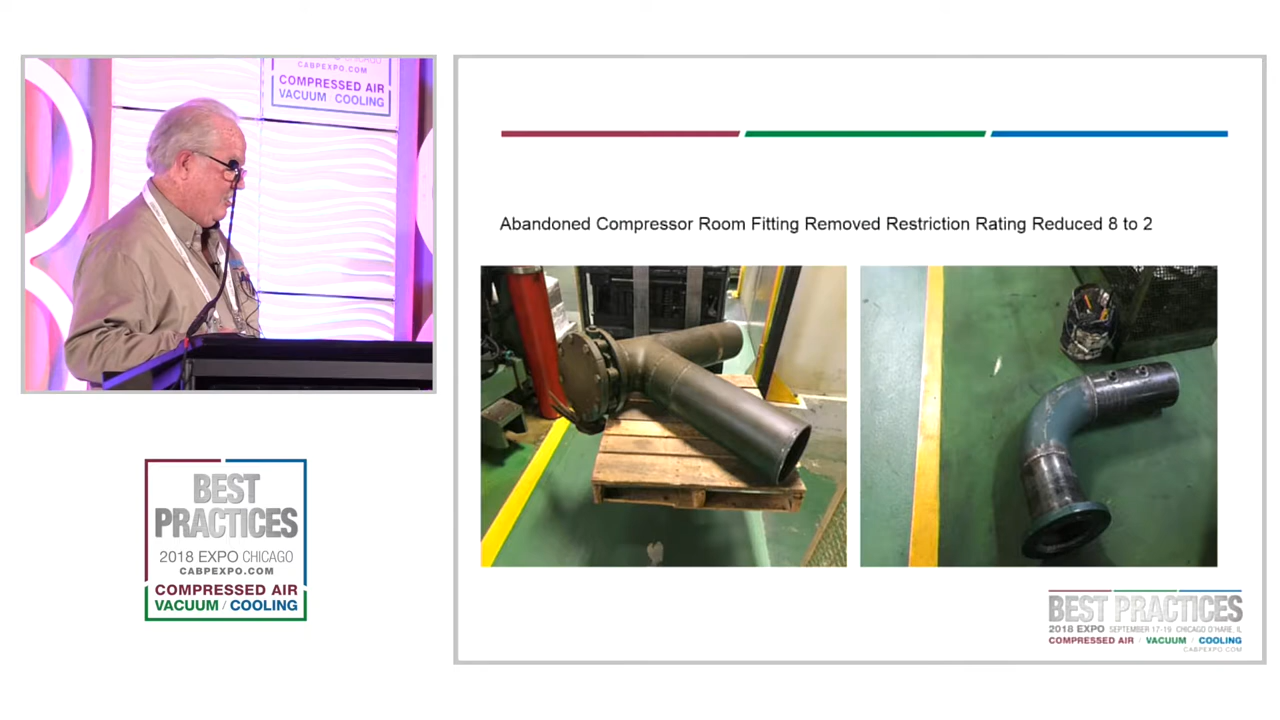 CABPEXPO.COM
COMPRESSED AIR
VACUUM COOLING
BEST
PRACTICES
2018 EXPO CHICAGO
CABPEXPO.COM
COMPRESSED AIR
VACUUM / COOLING
Abandoned Compressor Room Fitting Removed Restriction Rating Reduced 8 to 2
BEST PRACTICES
2018 EXPO SEPTEMBER 17-19 CHICAGO O'HARE, IL
COMPRESSED AIR / VACUUM / COOLING
CABPEXPO.COM